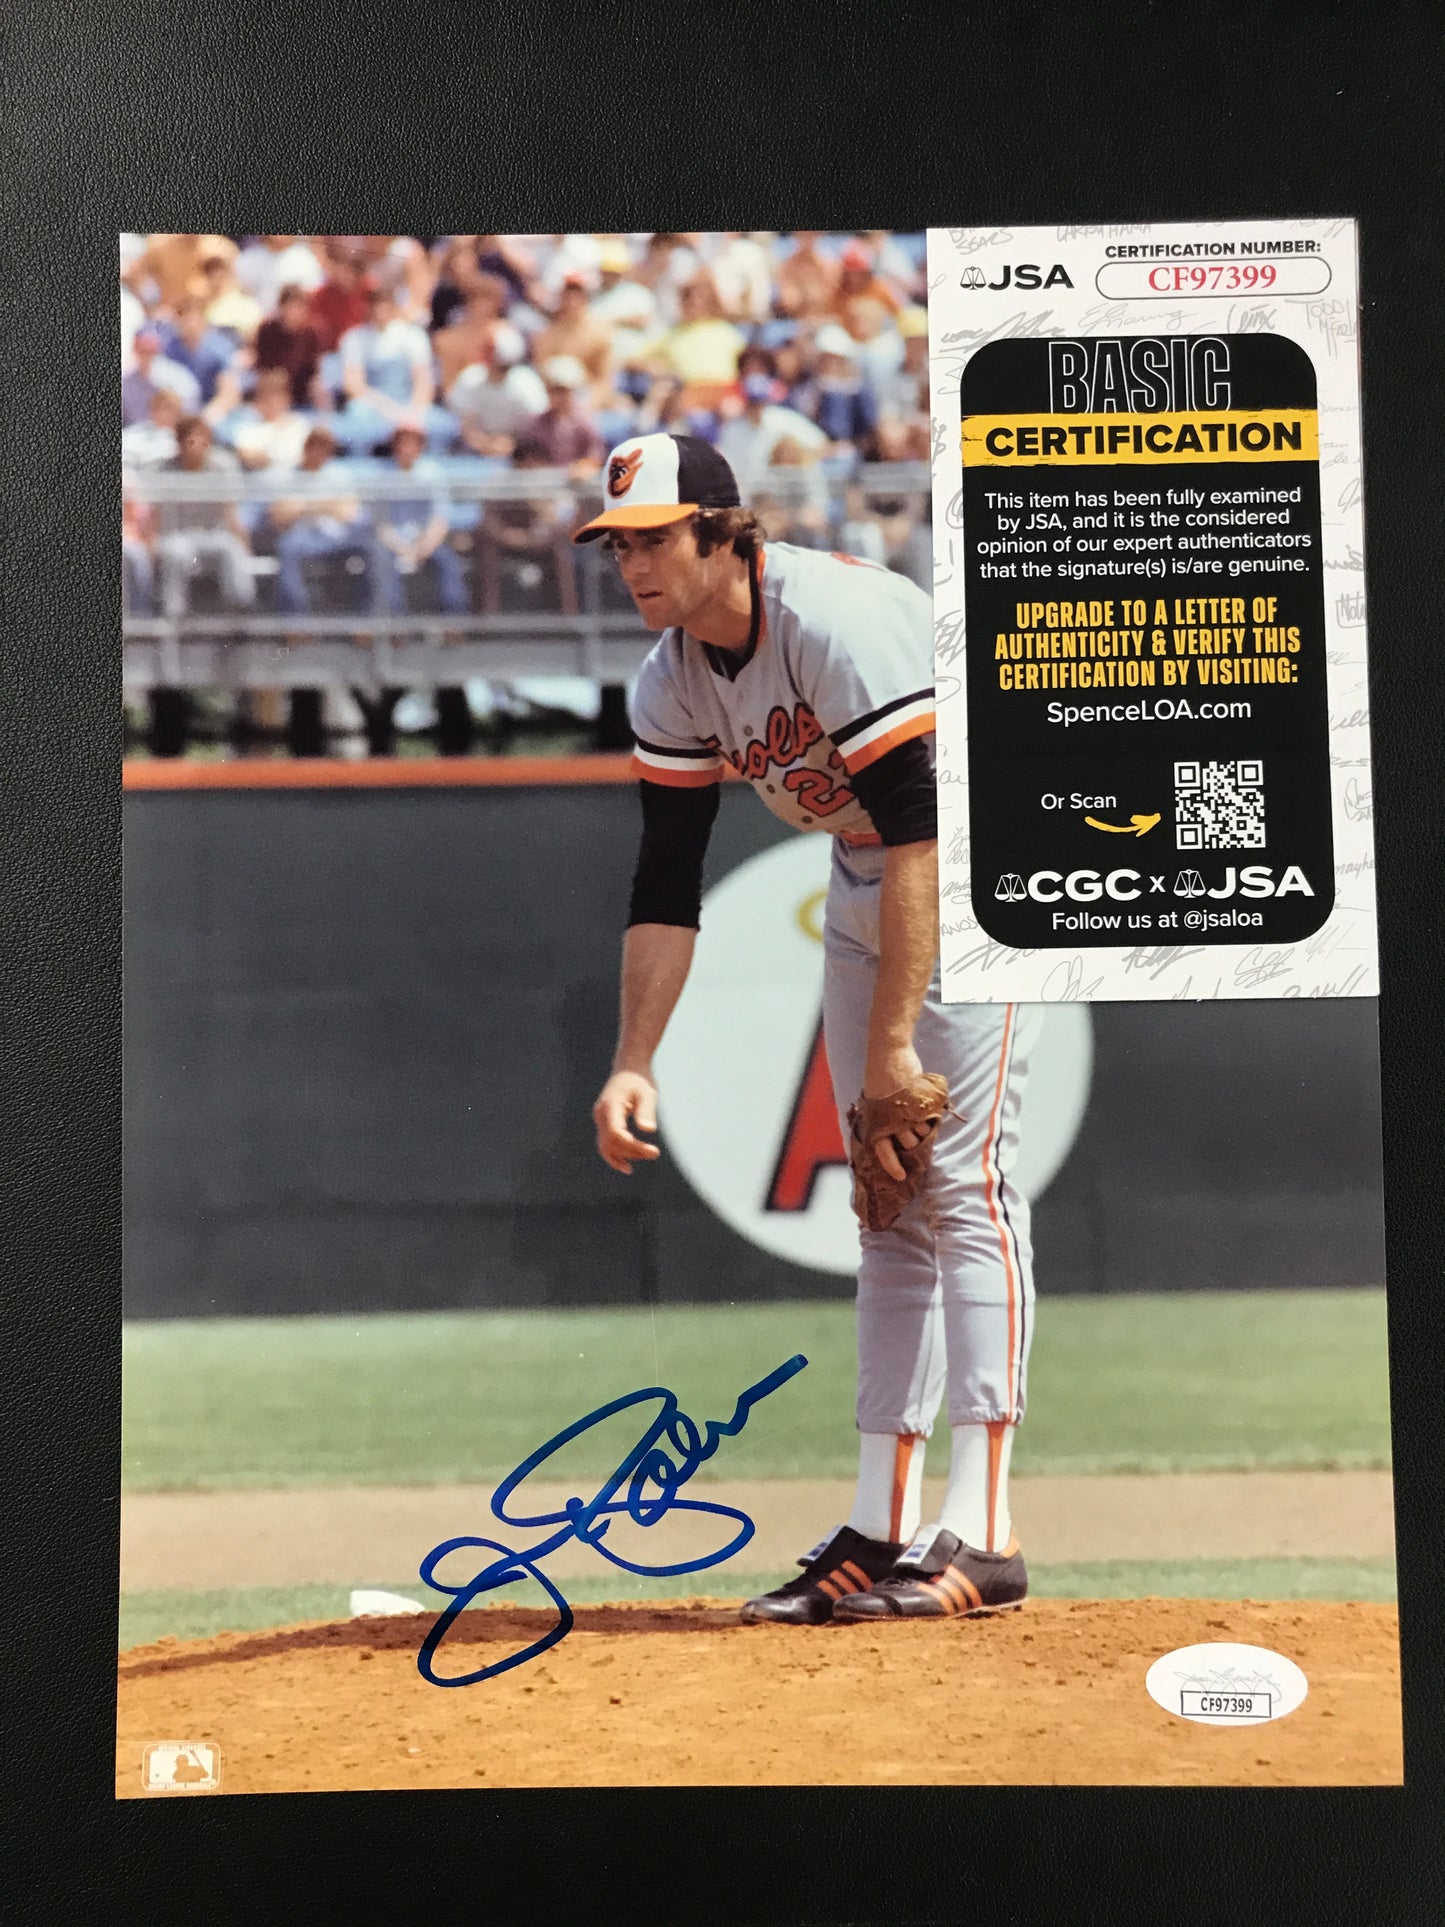 JSA
CERTIFICATION NUMBER:
CF97399
BASIC
CERTIFICATION
This item has been fully examined
by JSA, and it is the considered
opinion of our expert authenticators
that the signature(s) is/are genuine.
UPGRADE TO A LETTER OF
AUTHENTICITY & VERIFY THIS
CERTIFICATION BY VISITING:
SpenceLOA.com
Or Scan
CGC x JSA
Follow us at @jsaloa
Jim Palmer
CF97399